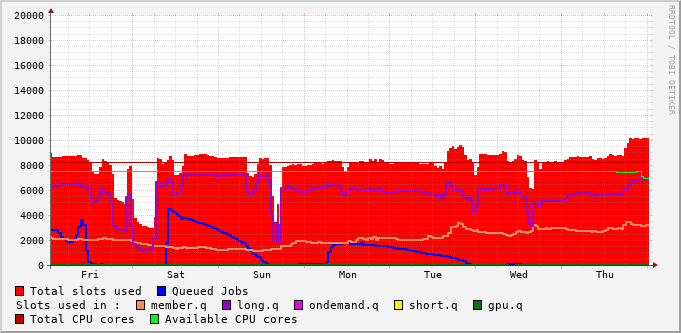 20000
18000
16000
14000
12000
10000
8000
6000
4000
2000
0
Fri Sat Sun Mon Tue Wed Thu
Total slots used Queued Jobs
Slots used in : member.q long.q ondemand.q short.q gpu.q
Total CPU cores Available CPU cores
RRDTOOL / TOBI OETIKER